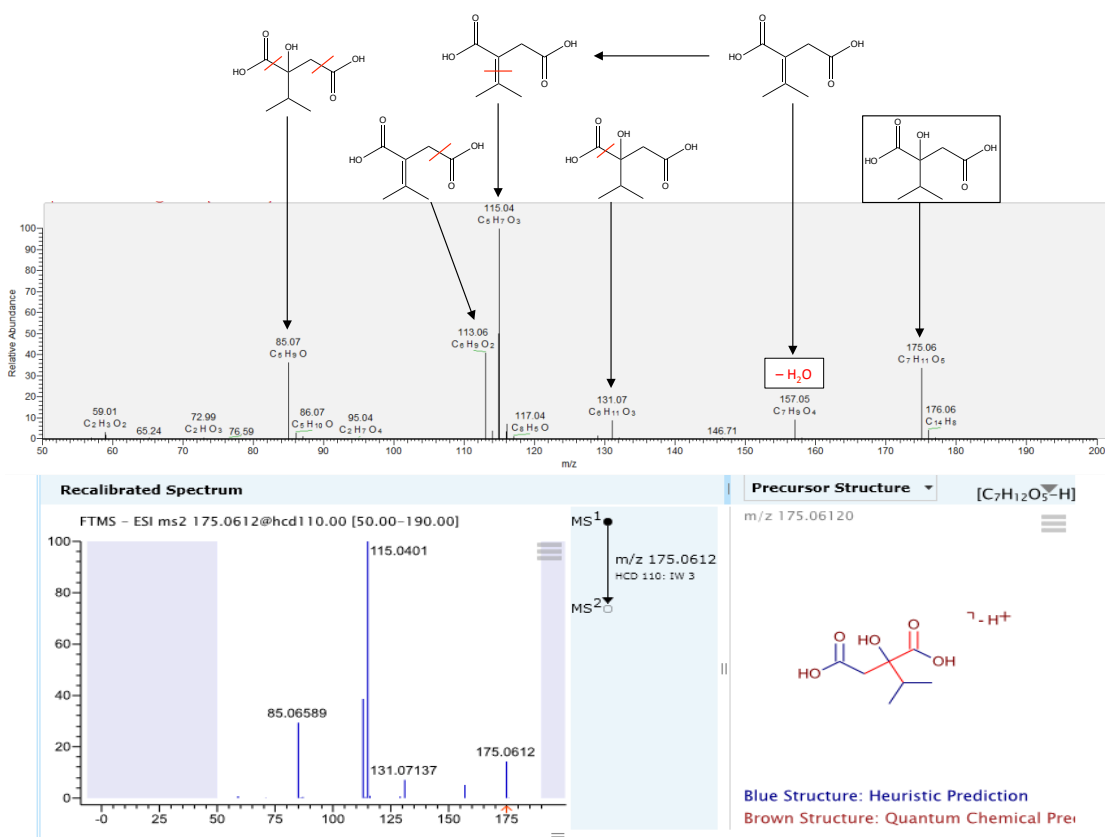 O
OH
HO
OH
O
O
HO
OH
O
O
HO
OH
O
O
HO
OH
O
O
OH
HO
OH
O
O
OH
HO
OH
O
Relative Abundance
100
90
80
70
60
50
40
30
20
10
0
59.01
C2H3O2
65.24
72.99
C2HO3
76.59
85.07
C5H9O
86.07
C5H10O
95.04
C2H7O4
113.06
C6H9O2
115.04
C5H7O3
117.04
C8H5O
131.07
C6H11O3
146.71
– H2O
157.05
C7H9O4
175.06
C7H11O5
176.06
C14H8
50 60 70 80 90 100 110 120 130 140 150 160 170 180 190 200
m/z
Recalibrated Spectrum
FTMS – ESI ms2 175.0612@hcd110.00 [50.00-190.00]
100
80
60
40
20
0
115.0401
85.06589
131.07137
175.0612
-0 25 50 75 100 125 150 175
MS1
m/z 175.0612
HCD 110: IW 3
MS2
Precursor Structure
[C7H12O5-H]
m/z 175.06120
- H+
O
HO
O
HO
OH
Blue Structure: Heuristic Prediction
Brown Structure: Quantum Chemical Pre